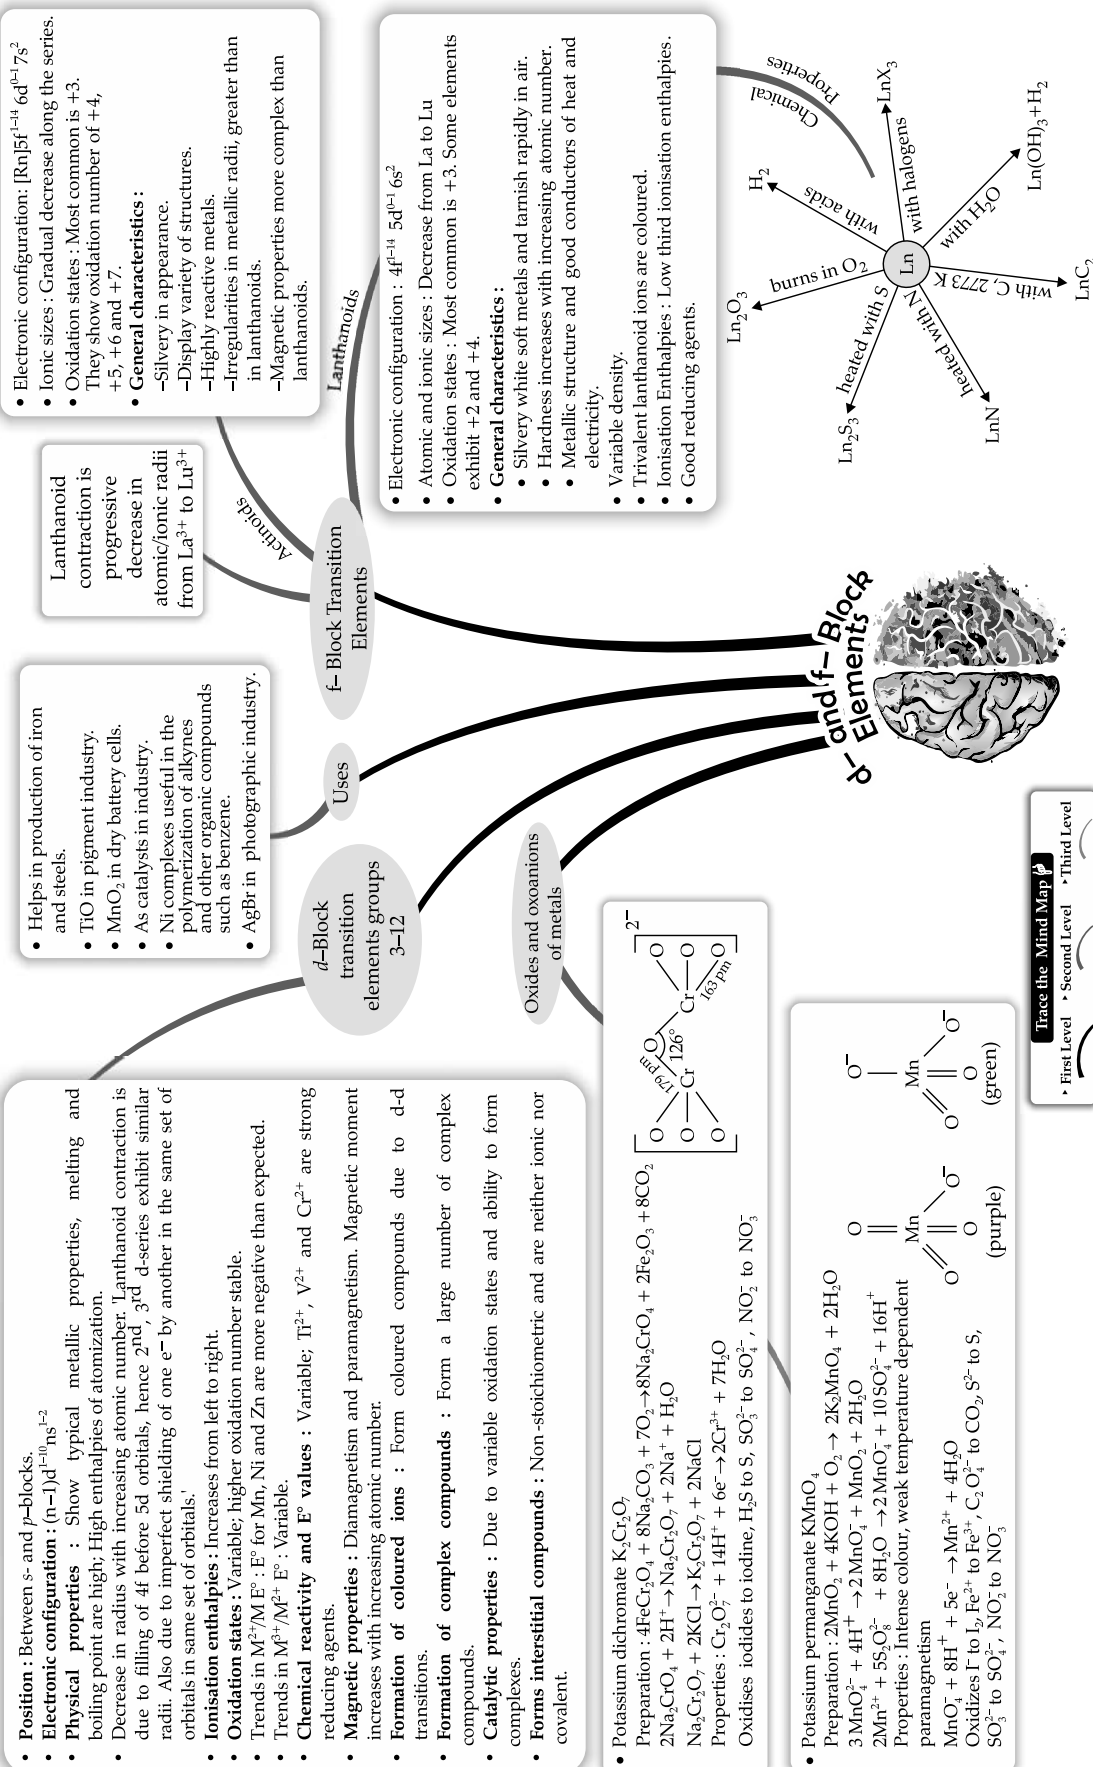 d– and f– Block
Elements
d–Block
transition
elements groups
3–12
• Position : Between s- and p–blocks.
• Electronic configuration : (n−1)d¹⁻¹⁰ns¹⁻²
• Physical properties : Show typical metallic properties, melting and
boiling point are high; High enthalpies of atomization.
• Decrease in radius with increasing atomic number. 'Lanthanoid contraction is
due to filling of 4f before 5d orbitals, hence 2ⁿᵈ, 3ʳᵈ d-series exhibit similar
radii. Also due to imperfect shielding of one e⁻ by another in the same set of
orbitals in same set of orbitals.'
• Ionisation enthalpies : Increases from left to right.
• Oxidation states : Variable; higher oxidation number stable.
• Trends in M²⁺/M E° : E° for Mn, Ni and Zn are more negative than expected.
• Trends in M³⁺/M²⁺ E° : Variable.
• Chemical reactivity and E° values : Variable; Ti²⁺, V²⁺ and Cr²⁺ are strong
reducing agents.
• Magnetic properties : Diamagnetism and paramagnetism. Magnetic moment
increases with increasing atomic number.
• Formation of coloured ions : Form coloured compounds due to d-d
transitions.
• Formation of complex compounds : Form a large number of complex
compounds.
• Catalytic properties : Due to variable oxidation states and ability to form
complexes.
• Forms interstitial compounds : Non -stoichiometric and are neither ionic nor
covalent.
Uses
• Helps in production of iron
and steels.
• TiO in pigment industry.
• MnO₂ in dry battery cells.
• As catalysts in industry.
• Ni complexes useful in the
polymerization of alkynes
and other organic compounds
such as benzene.
• AgBr in photographic industry.
Oxides and oxoanions
of metals
• Potassium dichromate K₂Cr₂O₇
Preparation : 4FeCr₂O₄ + 8Na₂CO₃ + 7O₂→8Na₂CrO₄ + 2Fe₂O₃ +8CO₂
2Na₂CrO₄ + 2H⁺→Na₂Cr₂O₇ + 2Na⁺ + H₂O
Na₂Cr₂O₇ + 2KCl→K₂Cr₂O₇ + 2NaCl
Properties : Cr₂O₇²⁻ +14H⁺ + 6e⁻→2Cr³⁺ + 7H₂O
Oxidises iodides to iodine, H₂S to S, SO₃²⁻ to SO₄²⁻, NO₂⁻ to NO₃⁻
2−
O O O
O Cr 179 pm 126° Cr O
O O 163 pm O
• Potassium permanganate KMnO₄
Preparation : 2MnO₂ + 4KOH + O₂ → 2K₂MnO₄ + 2H₂O
3 MnO₄²⁻ + 4H⁺ →2 MnO₄⁻ + MnO₂ + 2H₂O
2Mn²⁺ + 5S₂O₈²⁻ + 8H₂O →2 MnO₄⁻ + 10SO₄²⁻ + 16H⁺
Properties : Intense colour, weak temperature dependent
paramagnetism
MnO₄⁻ + 8H⁺ + 5e⁻ →Mn²⁺ + 4H₂O
Oxidizes I⁻ to I₂, Fe²⁺ to Fe³⁺, C₂O₄²⁻ to CO₂, S²⁻ to S,
SO₃²⁻ to SO₄²⁻, NO₂⁻ to NO₃⁻
O
Mn
O O O⁻
(purple)
O⁻
Mn
O O O⁻
(green)
f– Block Transition
Elements
Lanthanoid
contraction is
progressive
decrease in
atomic/ionic radii
from La³⁺ to Lu³⁺
Actinoids
• Electronic configuration: [Rn]5f¹⁻¹⁴ 6d⁰⁻¹ 7s²
• Ionic sizes : Gradual decrease along the series.
• Oxidation states : Most common is +3.
They show oxidation number of +4,
+5, +6 and +7.
• General characteristics :
–Silvery in appearance.
–Display variety of structures.
–Highly reactive metals.
–Irregularities in metallic radii, greater than
in lanthanoids.
–Magnetic properties more complex than
lanthanoids.
Lanthanoids
• Electronic configuration : 4f¹⁻¹⁴ 5d⁰⁻¹ 6s²
• Atomic and ionic sizes : Decrease from La to Lu
• Oxidation states : Most common is +3. Some elements
exhibit +2 and +4.
• General characteristics :
• Silvery white soft metals and tarnish rapidly in air.
• Hardness increases with increasing atomic number.
• Metallic structure and good conductors of heat and
electricity.
• Variable density.
• Trivalent lanthanoid ions are coloured.
• Ionisation Enthalpies : Low third ionisation enthalpies.
• Good reducing agents.
Chemical
Properties
Ln
burns in O₂
Ln₂O₃
with acids
H₂
with halogens
LnX₃
with H₂O
Ln(OH)₃+H₂
with C, 2773 K
LnC₂
heated with N
LnN
heated with S
Ln₂S₃
Trace the Mind Map
▸ First Level ▸ Second Level ▸ Third Level